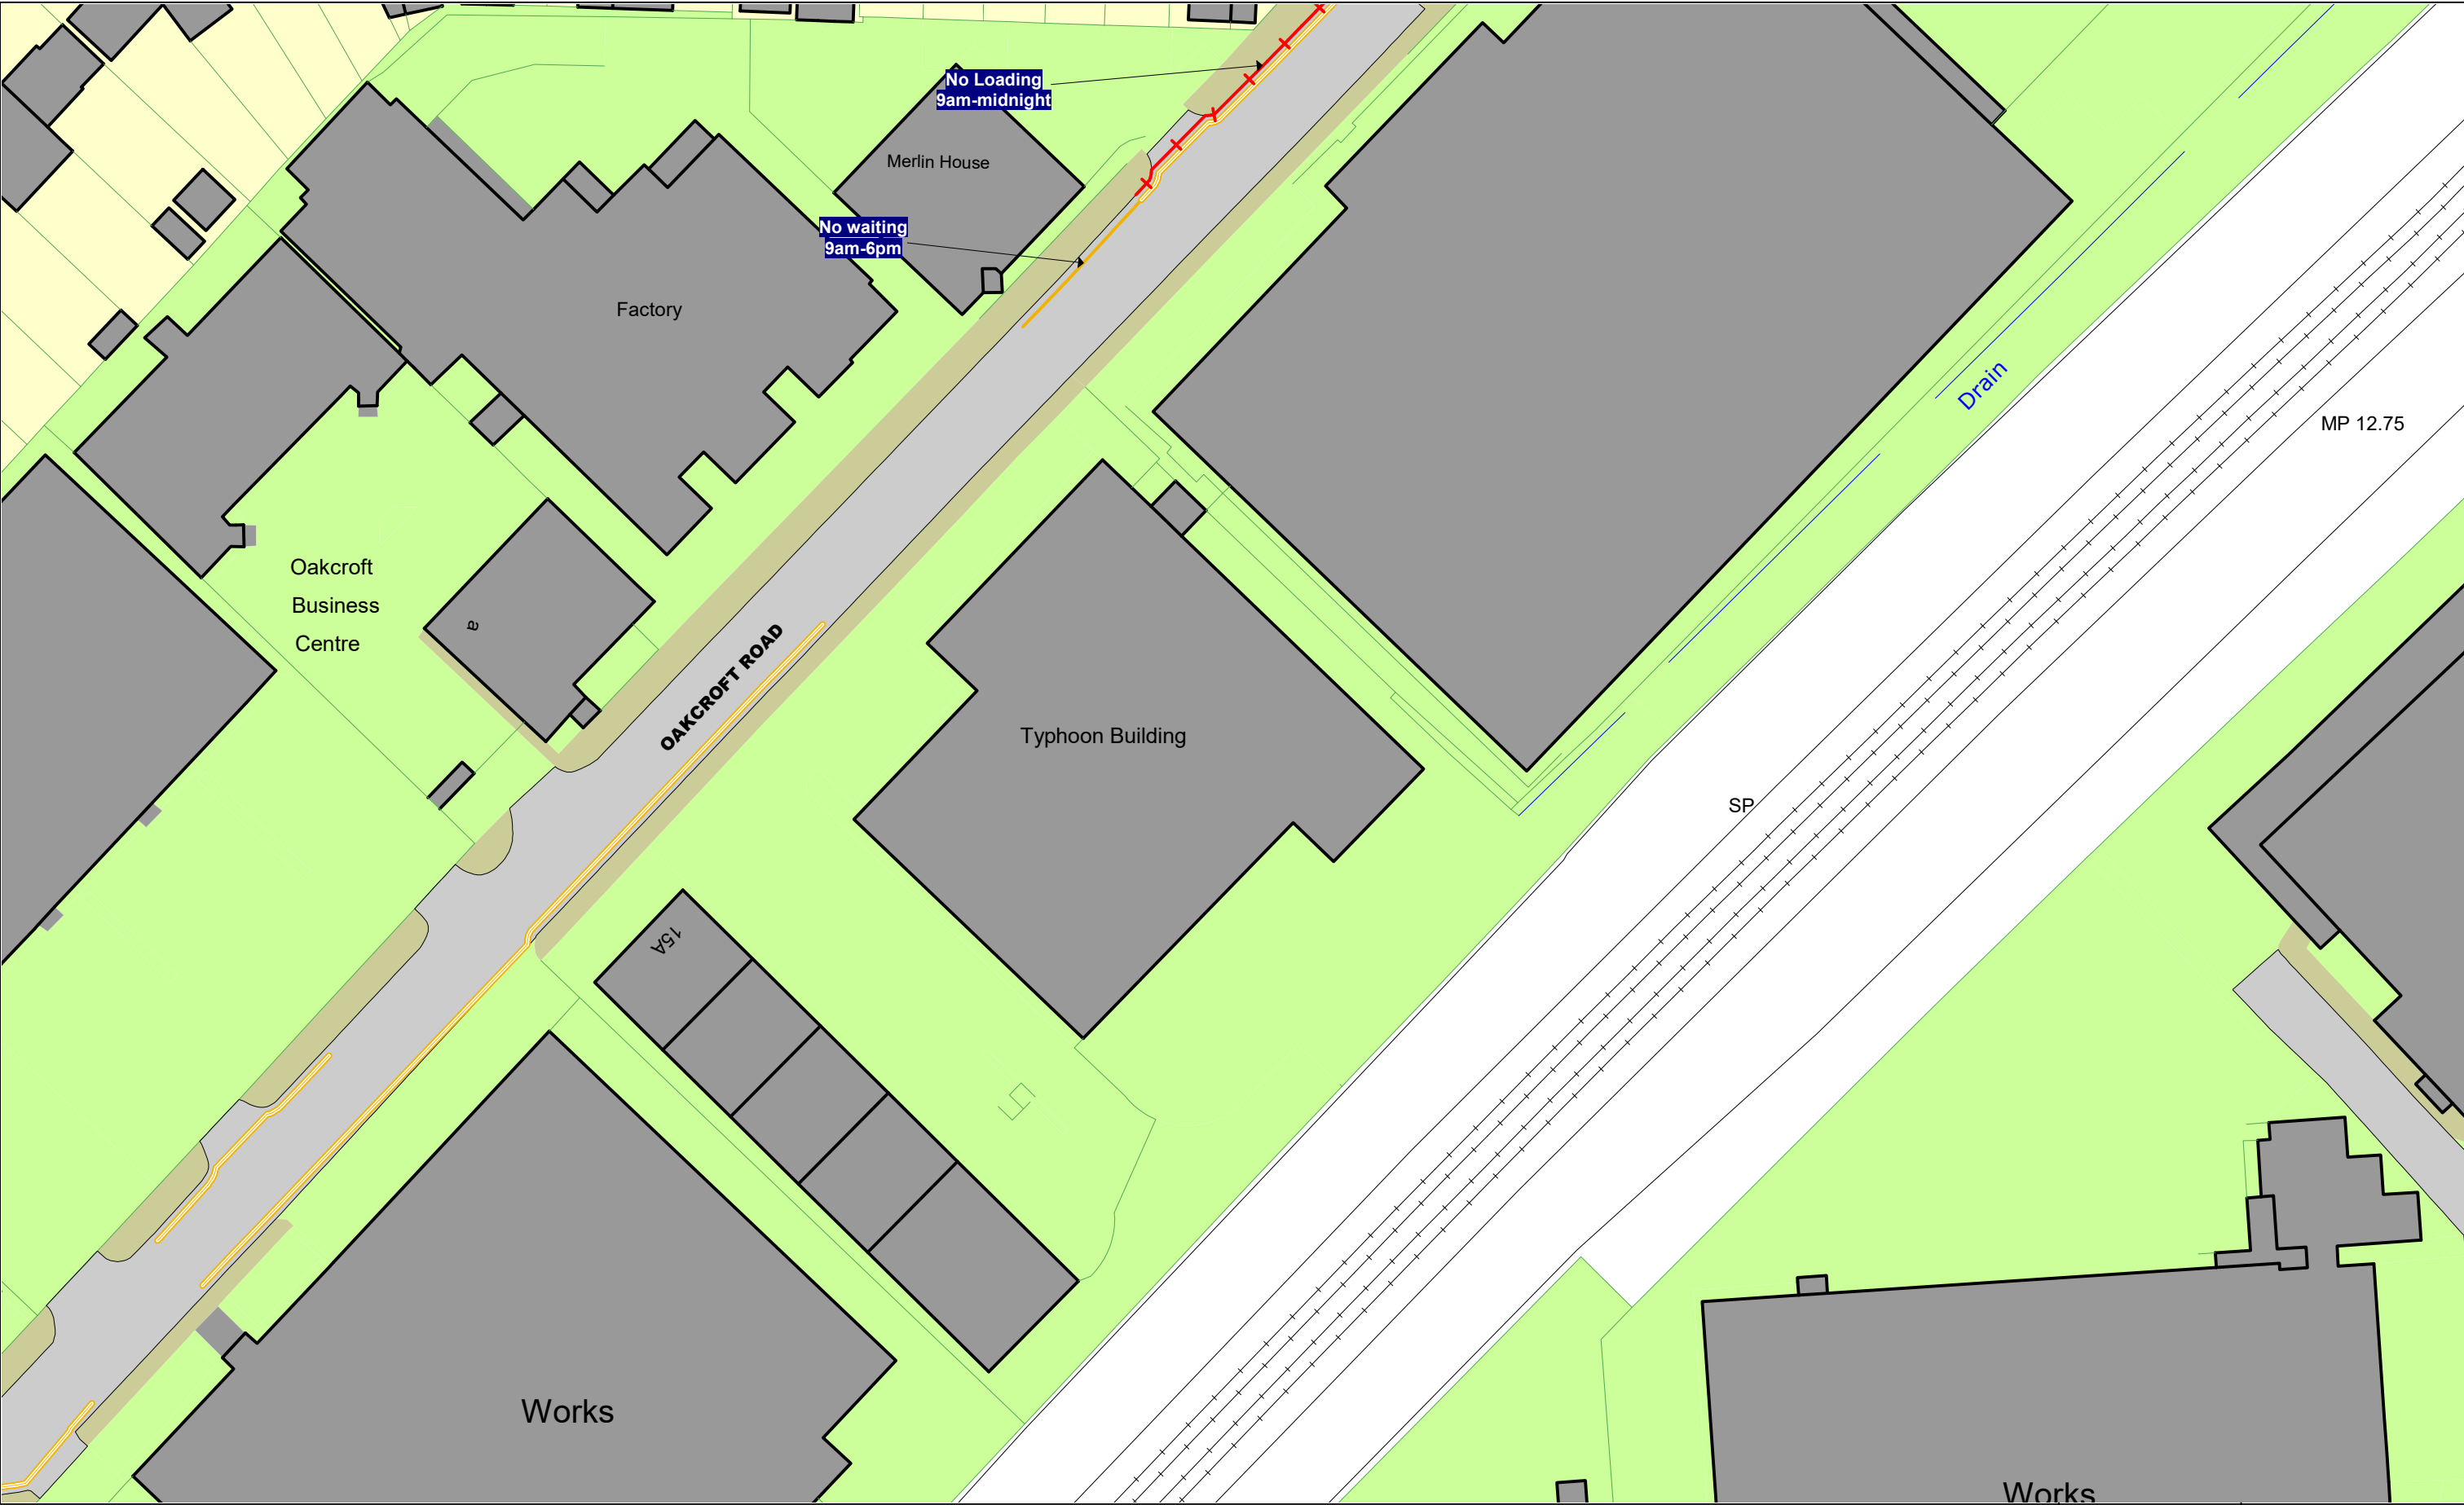 No Loading
9am-midnight
Merlin House
No waiting
9am-6pm
Factory
Drain
MP 12.75
Oakcroft
Business
Centre
a
OAKCROFT ROAD
Typhoon Building
SP
15A
Works
Works